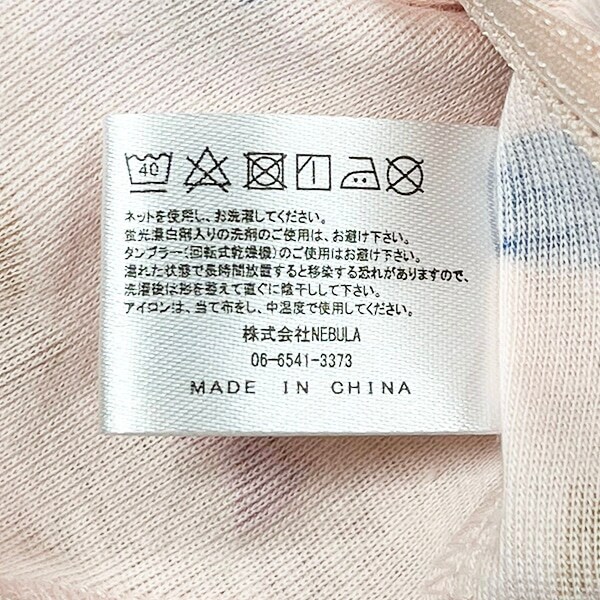 40
ネットを使用し、お洗濯してください。
蛍光漂白剤入りの洗剤のご使用は、お避け下さい。
タンブラー(回転式乾燥機)のご使用はお避け下さい。
濡れた状態で長時間放置すると移染する恐れがありますので、
洗濯後は形を整えて直ぐに陰干しして下さい。
アイロンは、当て布をし、中温度で使用して下さい。
株式会社NEBULA
06-6541-3373
MADE IN CHINA